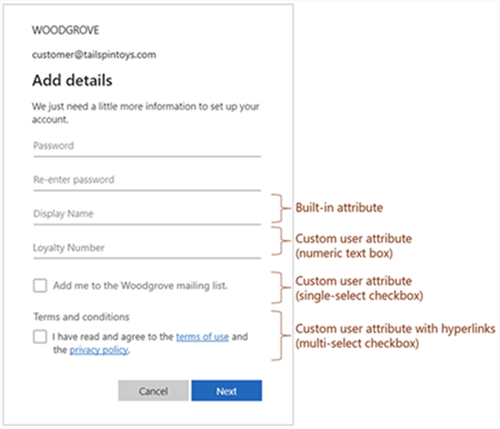 WOODGROVE
customer@tailspintoys.com
Add details
We just need a little more information to set up your
account.
Password
Re-enter password
Display Name
Built-in attribute
Loyalty Number
Custom user attribute
(numeric text box)
Add me to the Woodgrove mailing list.
Custom user attribute
(single-select checkbox)
Terms and conditions
I have read and agree to the terms of use and
the privacy policy.
Custom user attribute with hyperlinks
(multi-select checkbox)
Cancel
Next